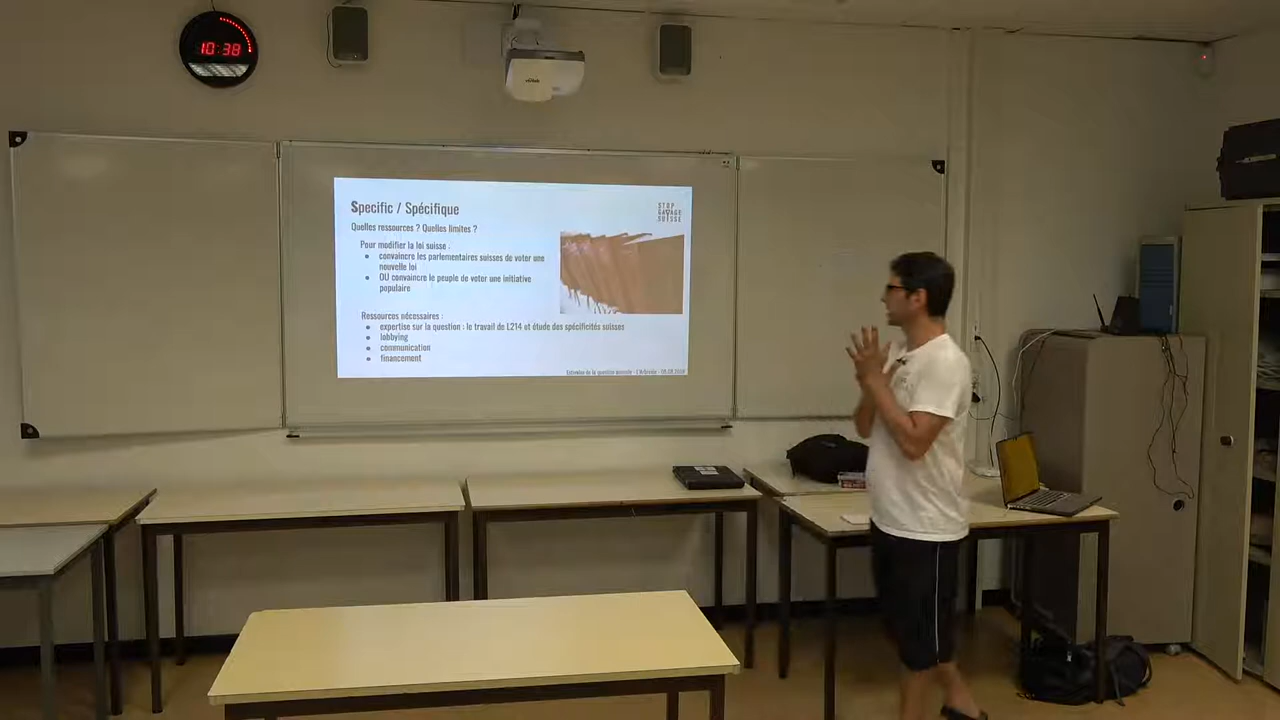 10:38
Specific / Spécifique
STOP
GAVAGE
SUISSE
Quelles ressources ? Quelles limites ?
Pour modifier la loi suisse :
convaincre les parlementaires suisses de voter une
nouvelle loi
OU convaincre le peuple de voter une initiative
populaire
Ressources nécessaires :
expertise sur la question : le travail de L214 et étude des spécificités suisses
lobbying
communication
financement